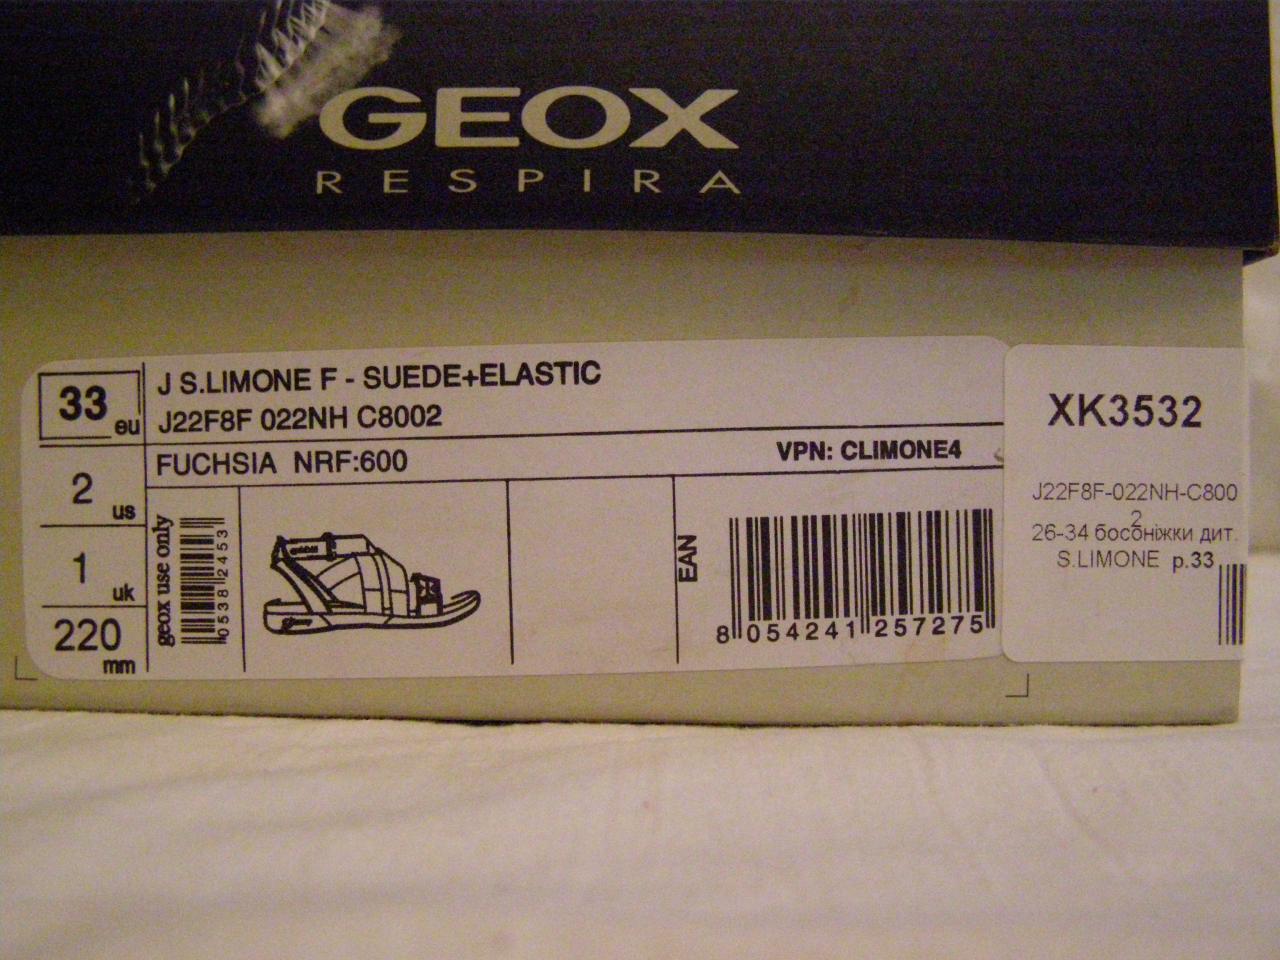 GEOX
RESPIRA
33 eu
2 us
1 uk
220 mm
J S.LIMONE F - SUEDE+ELASTIC
J22F8F 022NH C8002
FUCHSIA NRF:600
VPN: CLIMONE4
geox use only
053812453
EAN
8 054241 257275
XK3532
J22F8F-022NH-C800
2
26-34 босоніжки дит.
S.LIMONE р.33